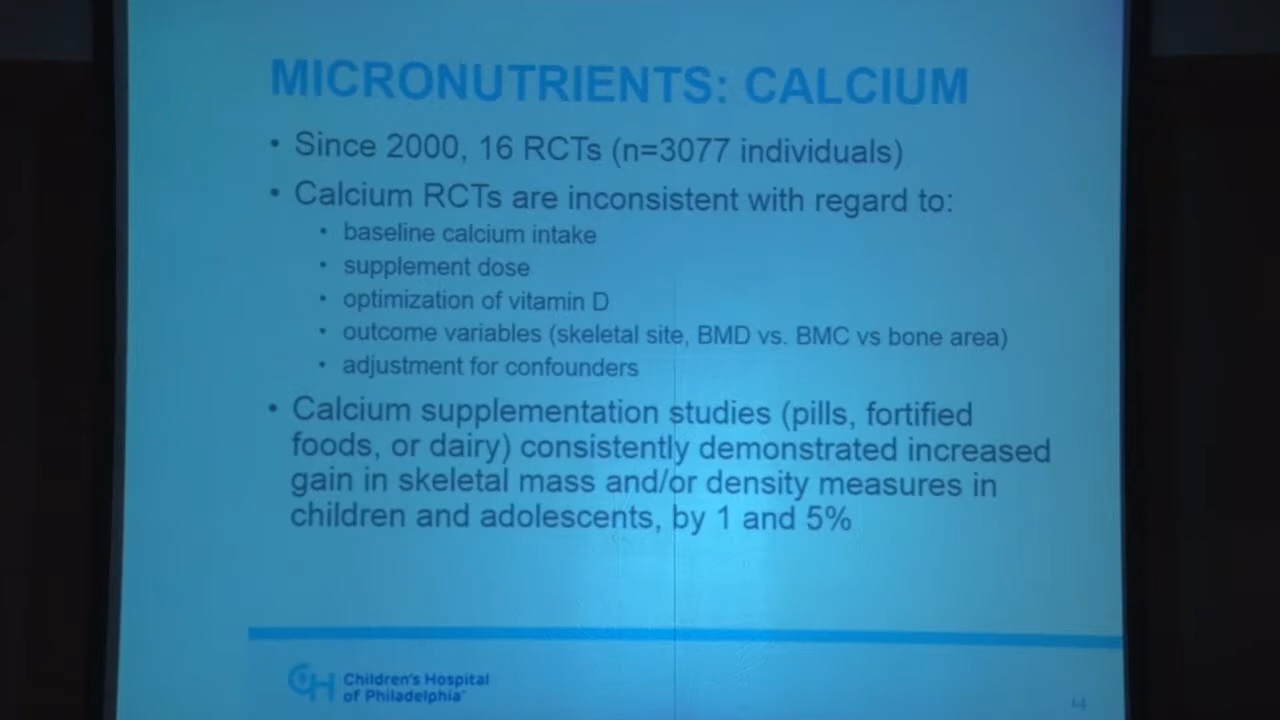 MICRONUTRIENTS: CALCIUM
• Since 2000, 16 RCTs (n=3077 individuals)
• Calcium RCTs are inconsistent with regard to:
• baseline calcium intake
• supplement dose
• optimization of vitamin D
• outcome variables (skeletal site, BMD vs. BMC vs bone area)
• adjustment for confounders
• Calcium supplementation studies (pills, fortified
foods, or dairy) consistently demonstrated increased
gain in skeletal mass and/or density measures in
children and adolescents, by 1 and 5%
CH Children's Hospital
of Philadelphia™